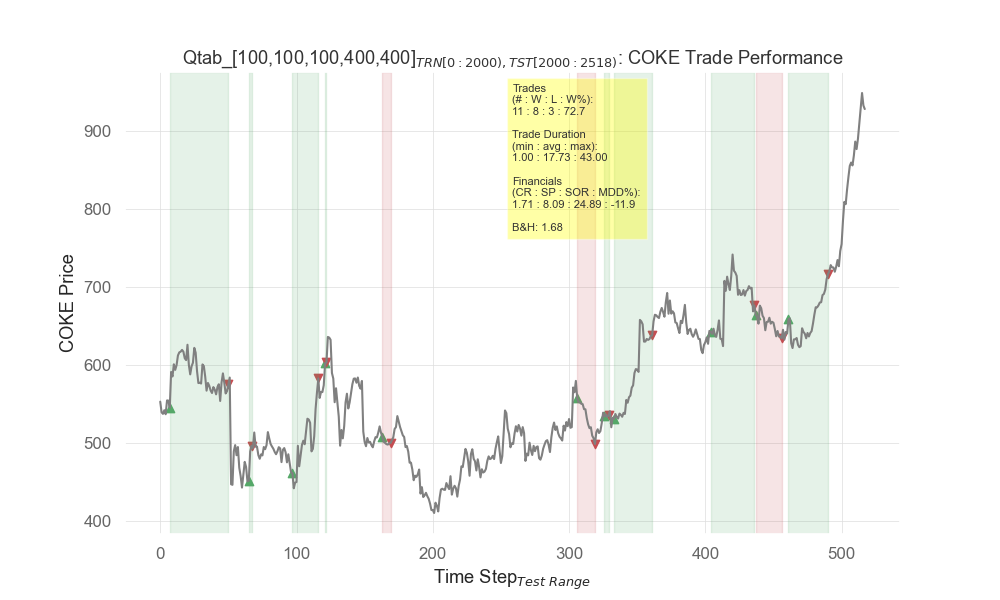 Qtab_[100,100,100,400,400]TRN[0 : 2000), TST[2000 : 2518): COKE Trade Performance
Trades
(# : W : L : W%):
11 : 8 : 3 : 72.7
Trade Duration
(min : avg : max):
1.00 : 17.73 : 43.00
Financials
(CR : SP : SOR : MDD%):
1.71 : 8.09 : 24.89 : -11.9
B&H: 1.68
COKE Price
900
800
700
600
500
400
0 100 200 300 400 500
Time StepTest Range